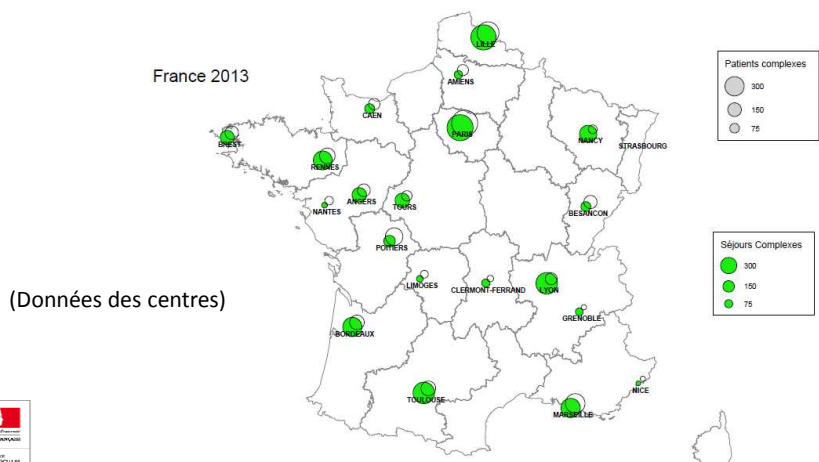 France 2013
LILLE
AMIENS
CAEN
PARIS
BREST
NANCY
STRASBOURG
RENNES
ANGERS
NANTES
TOURS
BESANCON
POITIERS
LIMOGES
CLERMONT-FERRAND
LYON
GRENOBLE
BORDEAUX
TOULOUSE
MARSEILLE
NICE
Patients complexes
300
150
75
Séjours Complexes
300
150
75
(Données des centres)